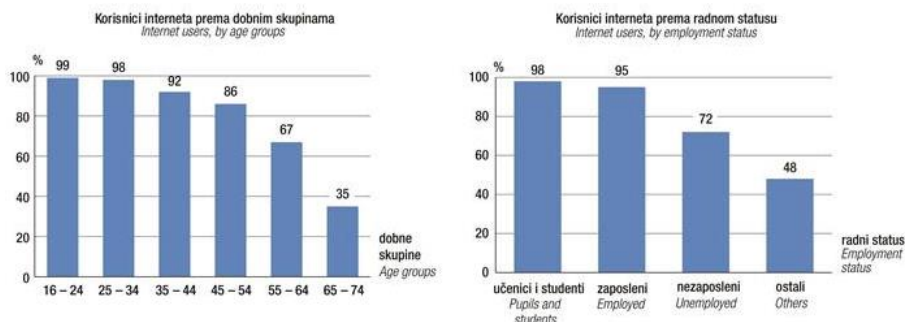 Korisnici interneta prema dobnim skupinama
Internet users, by age groups
%
99
98
92
86
67
35
100
80
60
40
20
0
16 – 24
25 – 34
35 – 44
45 – 54
55 – 64
65 – 74
dobne
skupine
Age groups
Korisnici interneta prema radnom statusu
Internet users, by employment status
%
98
95
72
48
100
80
60
40
20
0
učenici i studenti
Pupils and
students
zaposleni
Employed
nezaposleni
Unemployed
ostali
Others
radni status
Employment
status